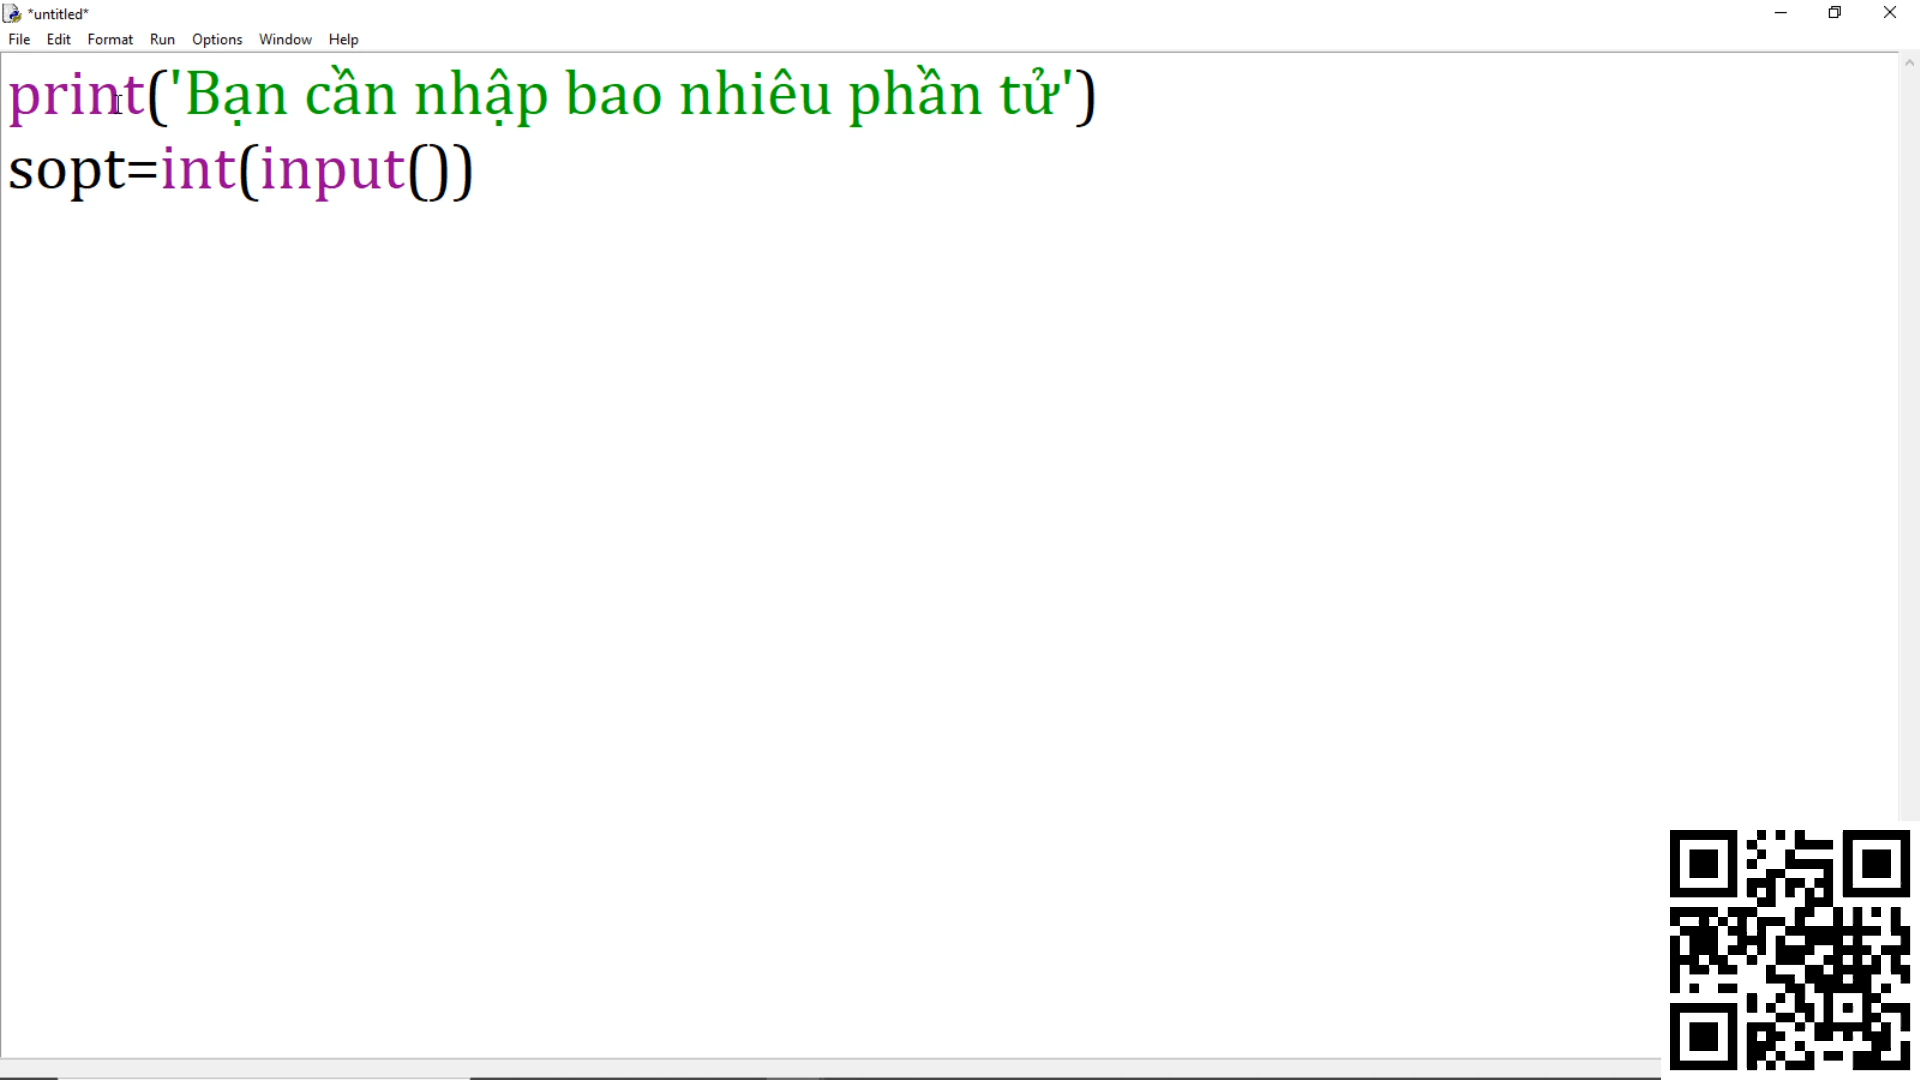 *untitled*
File Edit Format Run Options Window Help
print('Bạn cần nhập bao nhiêu phần tử')
sopt=int(input())